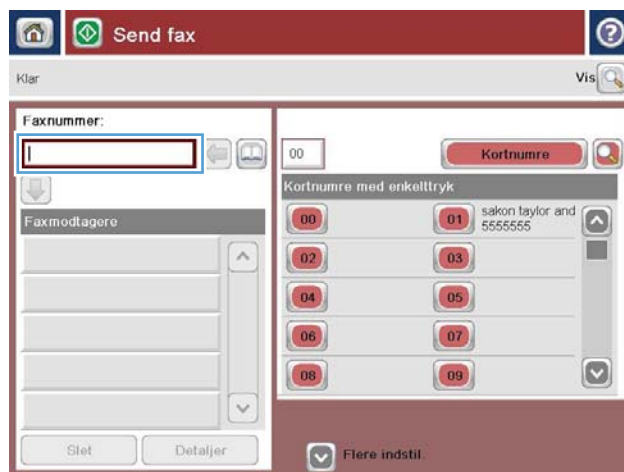 Send fax
Klar
Vis
Faxnummer:
00
Kortnumre
Kortnumre med enkelttryk
Faxmodtagere
00
01
sakon taylor and
5555555
02
03
04
05
06
07
08
09
Slet
Detaljer
Flere indstil.